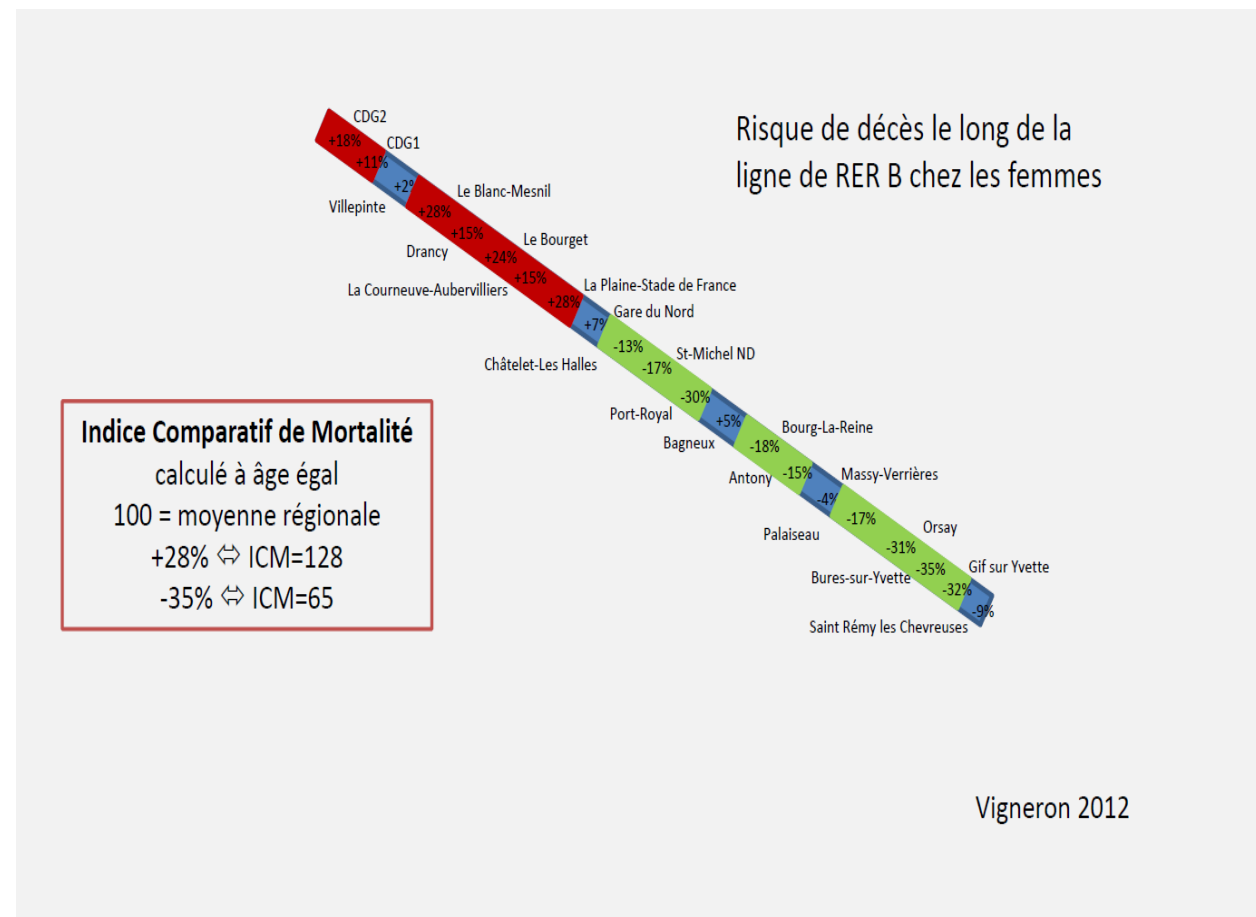 Risque de décès le long de la
ligne de RER B chez les femmes
CDG2
+18%
CDG1
+11%
+2%
Villepinte
Le Blanc-Mesnil
+28%
+15%
Drancy
Le Bourget
+24%
+15%
La Courneuve-Aubervilliers
La Plaine-Stade de France
+28%
Gare du Nord
+7%
-13%
Châtelet-Les Halles
St-Michel ND
-17%
-30%
Port-Royal
+5%
Bagneux
Bourg-La-Reine
-18%
Antony
-15%
Massy-Verrières
-4%
Palaiseau
-17%
Orsay
-31%
Bures-sur-Yvette
-35%
Gif sur Yvette
-32%
-9%
Saint Rémy les Chevreuses
Indice Comparatif de Mortalité
calculé à âge égal
100 = moyenne régionale
+28% ⇔ ICM=128
-35% ⇔ ICM=65
Vigneron 2012